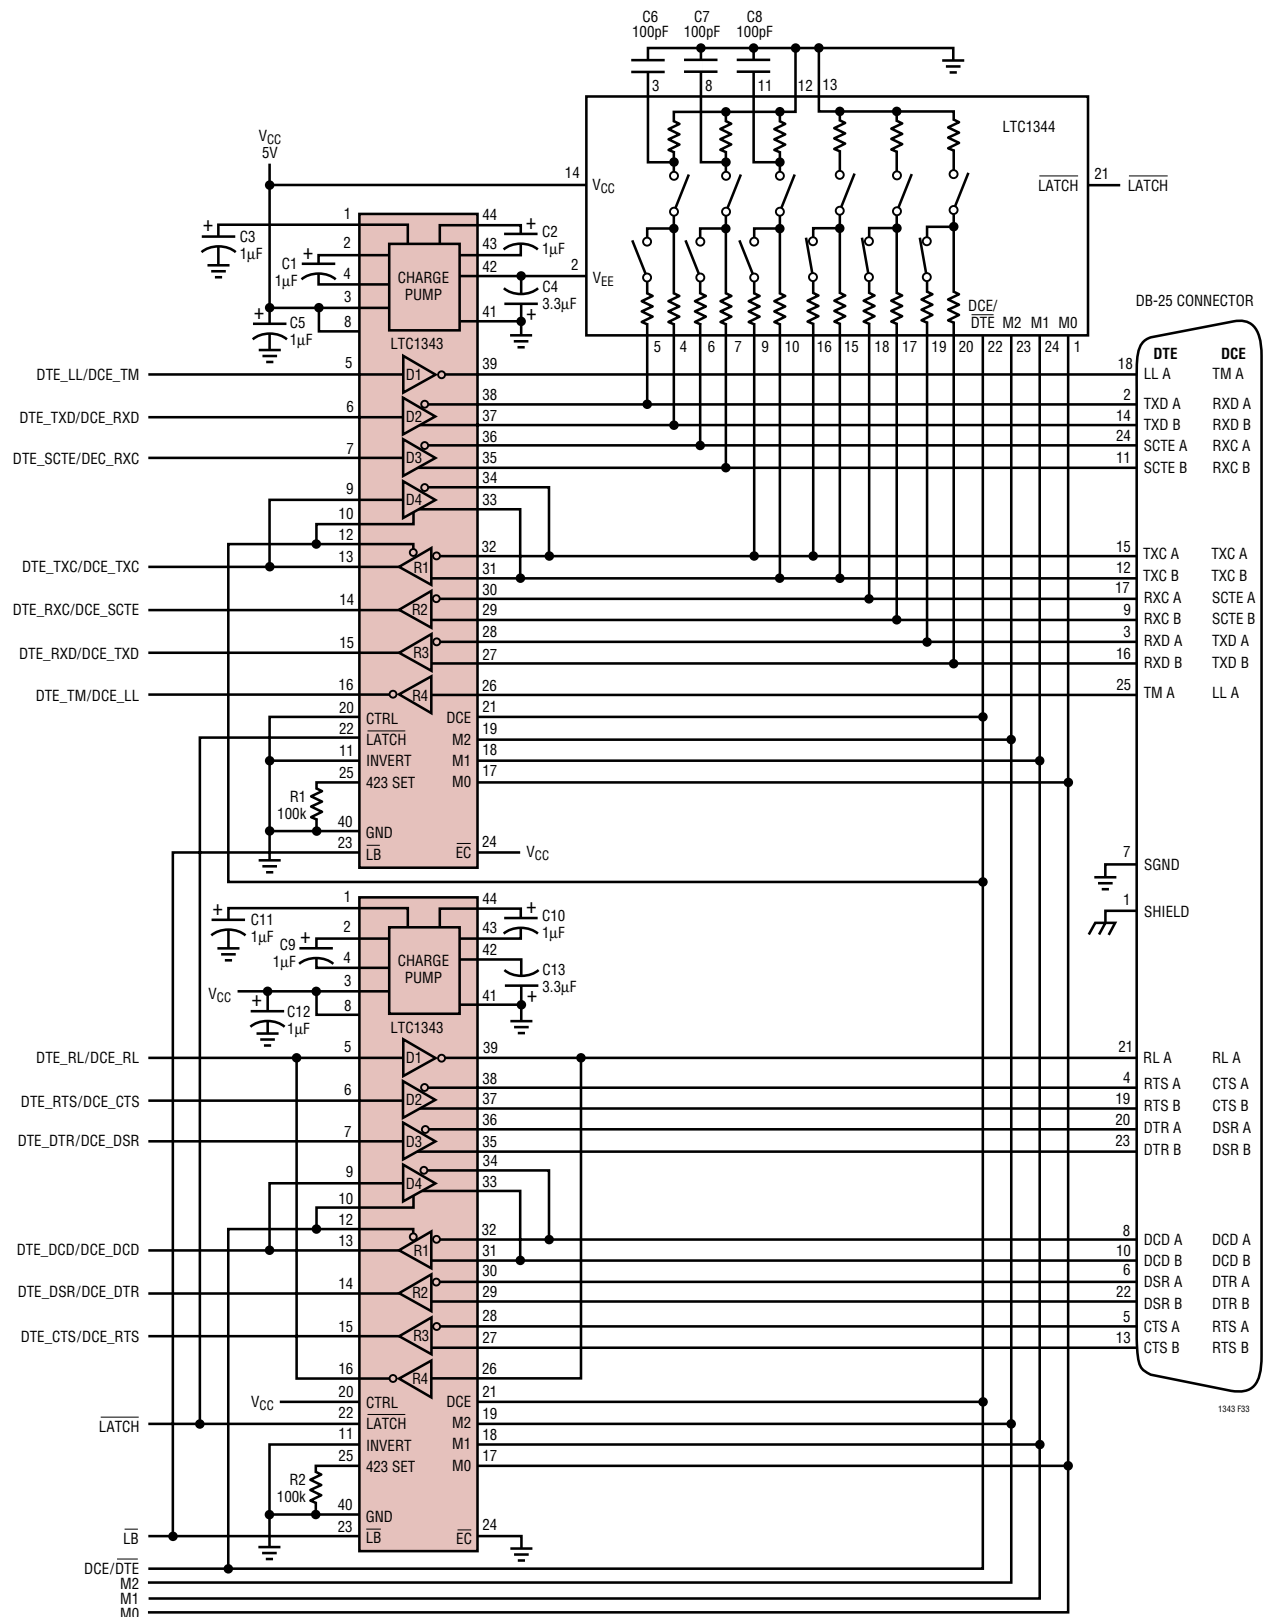 C6 C7 C8
100pF 100pF 100pF
3 8 11 12 13
LTC1344
VCC
5V
14 VCC
LATCH 21 LATCH
1 44
C3
1µF
C2
1µF
2 43
C1
1µF
4 42
CHARGE
PUMP
2 VEE
C4
3.3µF
3 41
C5
1µF
8
LTC1343
DCE/
DTE M2 M1 M0
5 4 6 7 9 10 16 15 18 17 19 20 22 23 24 1
DB-25 CONNECTOR
DTE DCE
DTE_LL/DCE_TM 5 D1 39 18 LL A TM A
38 2 TXD A RXD A
DTE_TXD/DCE_RXD 6 D2 37 14 TXD B RXD B
36 24 SCTE A RXC A
DTE_SCTE/DEC_RXC 7 D3 35 11 SCTE B RXC B
34
9 D4 33
10
12 32 15 TXC A TXC A
DTE_TXC/DCE_TXC 13 R1 31 12 TXC B TXC B
30 17 RXC A SCTE A
DTE_RXC/DCE_SCTE 14 R2 29 9 RXC B SCTE B
28 3 RXD A TXD A
DTE_RXD/DCE_TXD 15 R3 27 16 RXD B TXD B
DTE_TM/DCE_LL 16 R4 26 25 TM A LL A
20 CTRL DCE 21
22 LATCH M2 19
11 INVERT M1 18
25 423 SET M0 17
R1
100k
40 GND
23 LB EC 24 VCC
7 SGND
1 SHIELD
1 44
C11
1µF
C10
1µF
2 43
C9
1µF
4 42
CHARGE
PUMP
C13
3.3µF
VCC 3 41
C12
1µF
8
LTC1343
DTE_RL/DCE_RL 5 D1 39 21 RL A RL A
38 4 RTS A CTS A
DTE_RTS/DCE_CTS 6 D2 37 19 RTS B CTS B
36 20 DTR A DSR A
DTE_DTR/DCE_DSR 7 D3 35 23 DTR B DSR B
34
9 D4 33
10
12 32 8 DCD A DCD A
DTE_DCD/DCE_DCD 13 R1 31 10 DCD B DCD B
30 6 DSR A DTR A
DTE_DSR/DCE_DTR 14 R2 29 22 DSR B DTR B
28 5 CTS A RTS A
DTE_CTS/DCE_RTS 15 R3 27 13 CTS B RTS B
16 R4 26
VCC 20 CTRL DCE 21
LATCH 22 LATCH M2 19
11 INVERT M1 18
25 423 SET M0 17
R2
100k
40 GND
LB 23 LB EC 24
1343 F33
DCE/DTE
M2
M1
M0